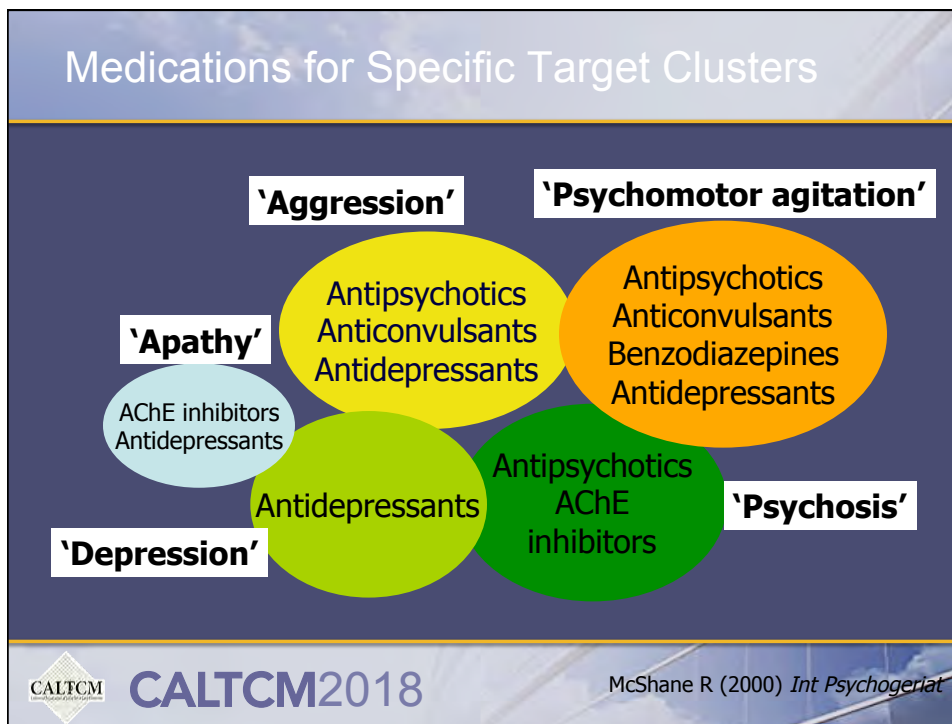 Medications for Specific Target Clusters
‘Aggression’
‘Psychomotor agitation’
Antipsychotics
Anticonvulsants
Antidepressants
Antipsychotics
Anticonvulsants
Benzodiazepines
Antidepressants
‘Apathy’
AChE inhibitors
Antidepressants
Antidepressants
Antipsychotics
AChE
inhibitors
‘Psychosis’
‘Depression’
CALTCM
CALTCM2018
McShane R (2000) Int Psychogeriat